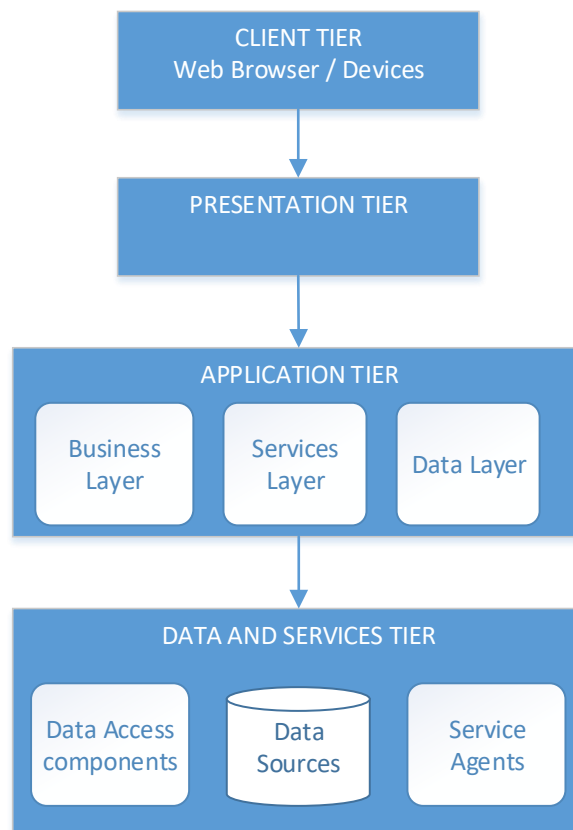 CLIENT TIER
Web Browser / Devices
PRESENTATION TIER
APPLICATION TIER
Business
Layer
Services
Layer
Data Layer
DATA AND SERVICES TIER
Data Access
components
Data
Sources
Service
Agents